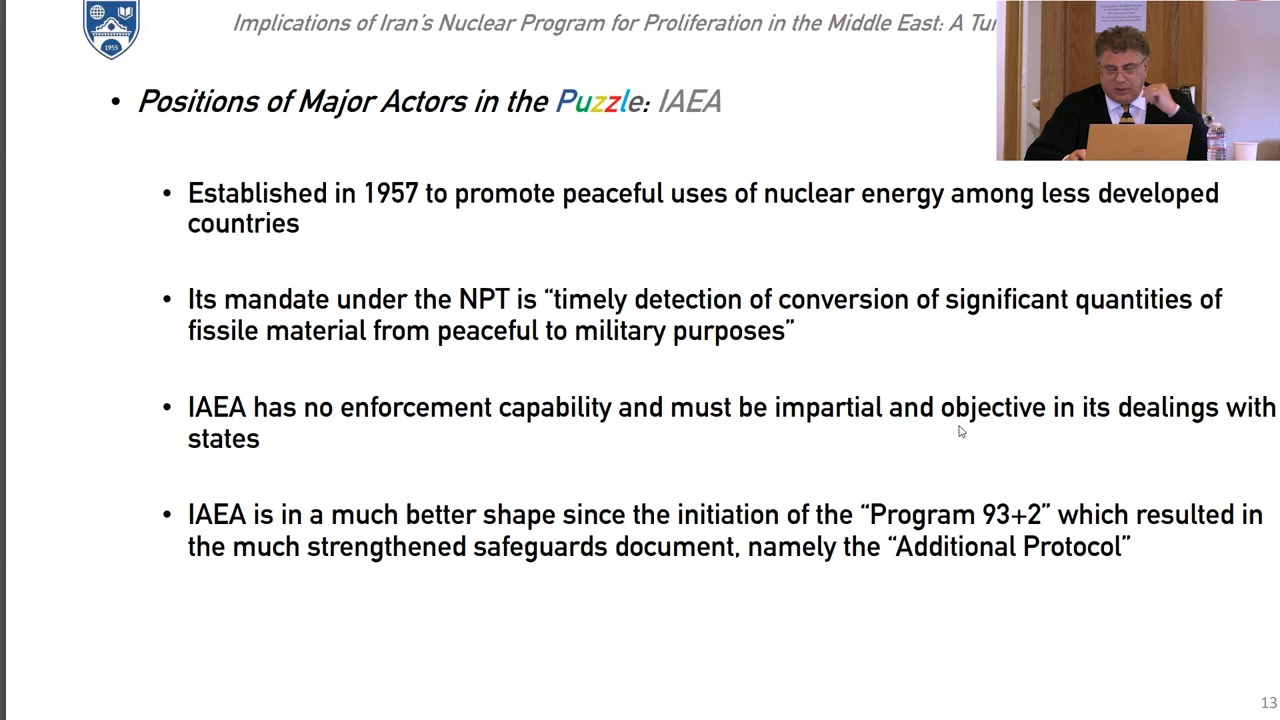 Implications of Iran's Nuclear Program for Proliferation in the Middle East: A Tur
• Positions of Major Actors in the Puzzle: IAEA
• Established in 1957 to promote peaceful uses of nuclear energy among less developed
countries
• Its mandate under the NPT is “timely detection of conversion of significant quantities of
fissile material from peaceful to military purposes”
• IAEA has no enforcement capability and must be impartial and objective in its dealings with
states
• IAEA is in a much better shape since the initiation of the “Program 93+2” which resulted in
the much strengthened safeguards document, namely the “Additional Protocol”
1955
13